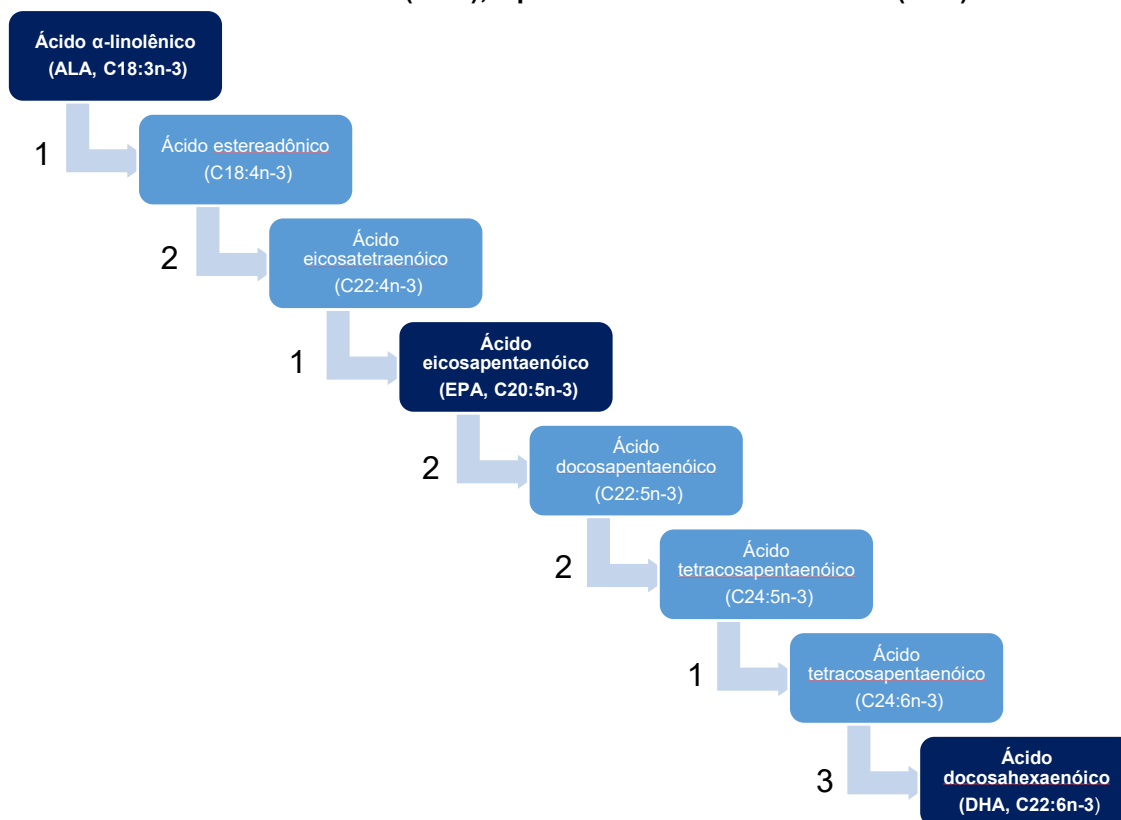 Ácido α-linolênico
(ALA, C18:3n-3)
1
Ácido estereadônico
(C18:4n-3)
2
Ácido
eicosatetraenóico
(C22:4n-3)
1
Ácido
eicosapentaenóico
(EPA, C20:5n-3)
2
Ácido
docosapentaenóico
(C22:5n-3)
2
Ácido
tetracosapentaenóico
(C24:5n-3)
1
Ácido
tetracosapentaenóico
(C24:6n-3)
3
Ácido
docosahexaenóico
(DHA, C22:6n-3)